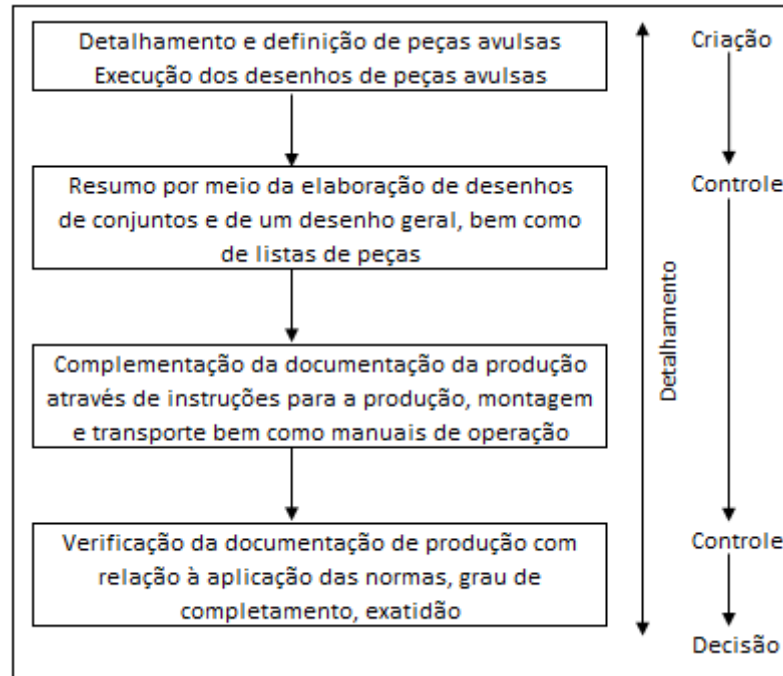 Detalhamento e definição de peças avulsas
Execução dos desenhos de peças avulsas
Criação
Resumo por meio da elaboração de desenhos
de conjuntos e de um desenho geral, bem como
de listas de peças
Controle
Detalhamento
Complementação da documentação da produção
através de instruções para a produção, montagem
e transporte bem como manuais de operação
Verificação da documentação de produção com
relação à aplicação das normas, grau de
completamento, exatidão
Controle
Decisão